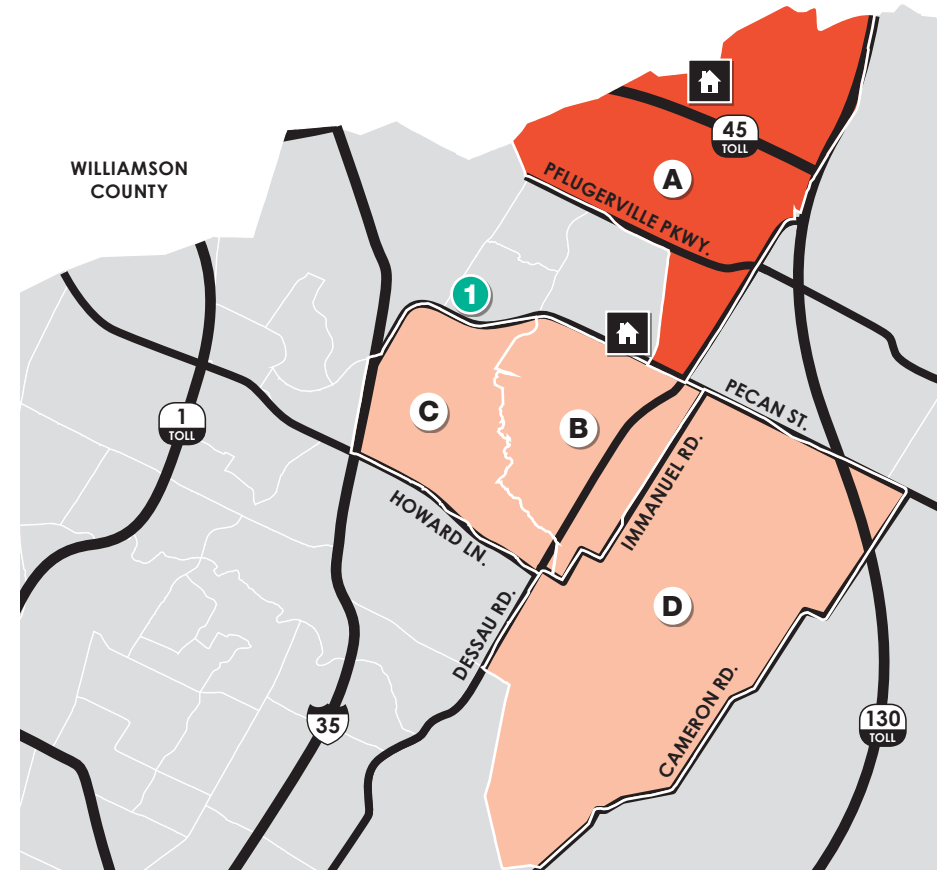 WILLIAMSON
COUNTY
45
TOLL
A
PFLUGERVILLE PKWY.
1
1
TOLL
C
B
PECAN ST.
IMMANUEL RD.
HOWARD LN.
D
DESSAU RD.
CAMERON RD.
35
130
TOLL